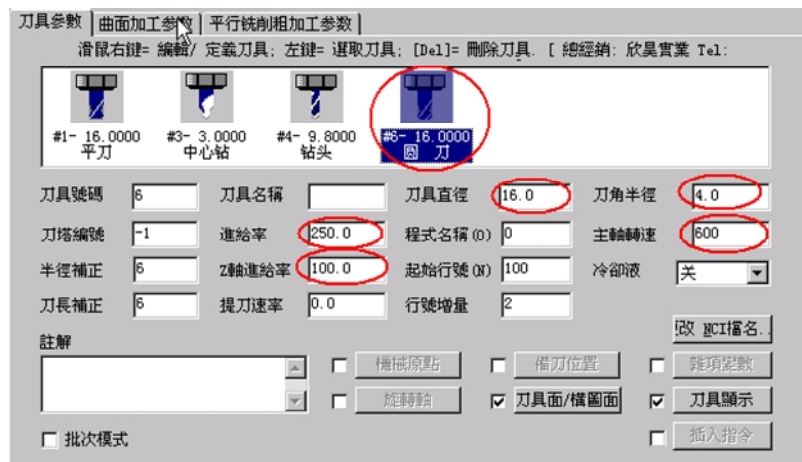 刀具參數 曲面加工参数 平行铣削粗加工参数
滑鼠右鍵= 編輯/ 定義刀具; 左鍵= 選取刀具; [Del]= 刪除刀具. [ 總經銷: 欣昊實業 Tel:
#1- 16.0000 #3- 3.0000 #4- 9.8000 #6- 16.0000
平刀 中心钻 钻头 圆 刀
刀具號碼 6 刀具名稱 刀具直徑 16.0 刀角半徑 4.0
刀塔編號 -1 進給率 250.0 程式名稱(O) 0 主軸轉速 600
半徑補正 6 Z軸進給率 100.0 起始行號(N) 100 冷卻液 关
刀長補正 6 提刀速率 0.0 行號增量 2
改 NCI檔名..
註解
機械原點 備刀位置 雜項變數
旋轉軸 刀具面/構圖面 刀具顯示
批次模式 插入指令